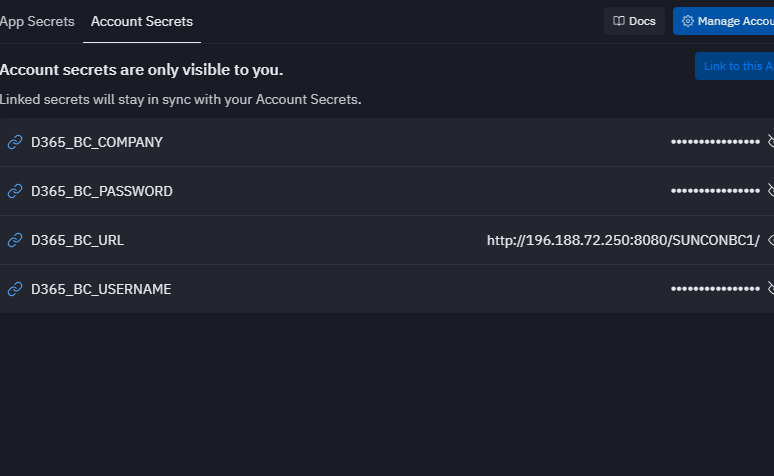 App Secrets Account Secrets Docs Manage Accou
Account secrets are only visible to you. Link to this A
Linked secrets will stay in sync with your Account Secrets.
D365_BC_COMPANY ••••••••••••••••
D365_BC_PASSWORD ••••••••••••••••
D365_BC_URL http://196.188.72.250:8080/SUNCONBC1/
D365_BC_USERNAME ••••••••••••••••